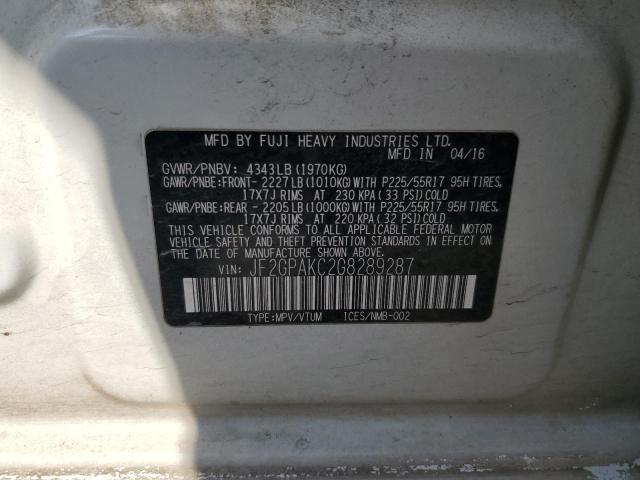 MFD BY FUJI HEAVY INDUSTRIES LTD.
MFD IN 04/16
GVWR/PNBV: 4343LB(1970KG)
GAWR/PNBE:FRONT- 2227LB(1010KG)WITH P225/55R17 95H TIRES,
17X7J RIMS AT 230 KPA(33 PSI)COLD
GAWR/PNBE:REAR - 2205LB(1000KG)WITH P225/55R17 95H TIRES,
17X7J RIMS AT 220 KPA(32 PSI)COLD
THIS VEHICLE CONFORMS TO ALL APPLICABLE FEDERAL MOTOR
VEHICLE SAFETY AND THEFT PREVENTION STANDARDS IN EFFECT ON
THE DATE OF MANUFACTURE SHOWN ABOVE.
VIN: JF2GPAKC2G8289287
TYPE:MPV/VTUM ICES/NMB-002